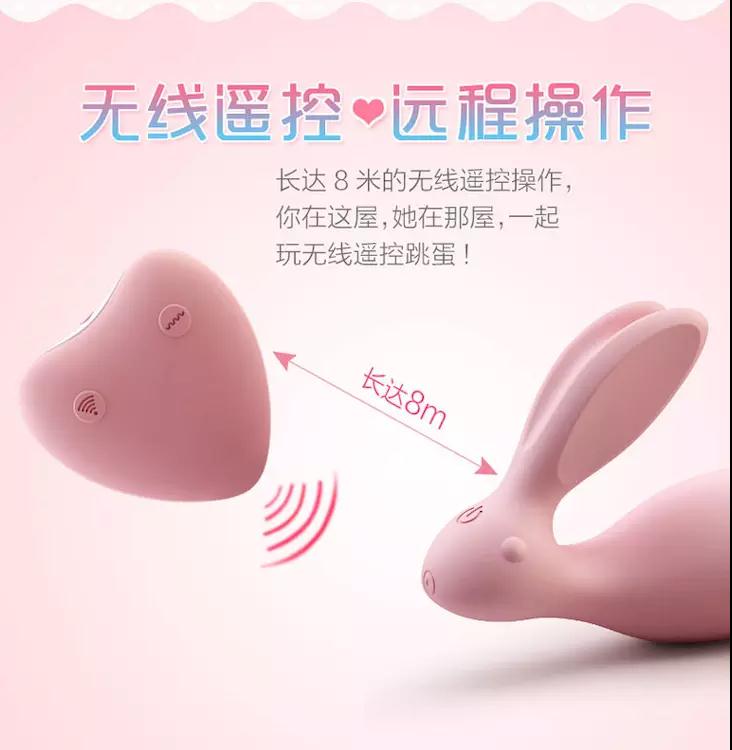 无线遥控❤远程操作
长达 8 米的无线遥控操作，
你在这屋，她在那屋，一起
玩无线遥控跳蛋！
长达8m